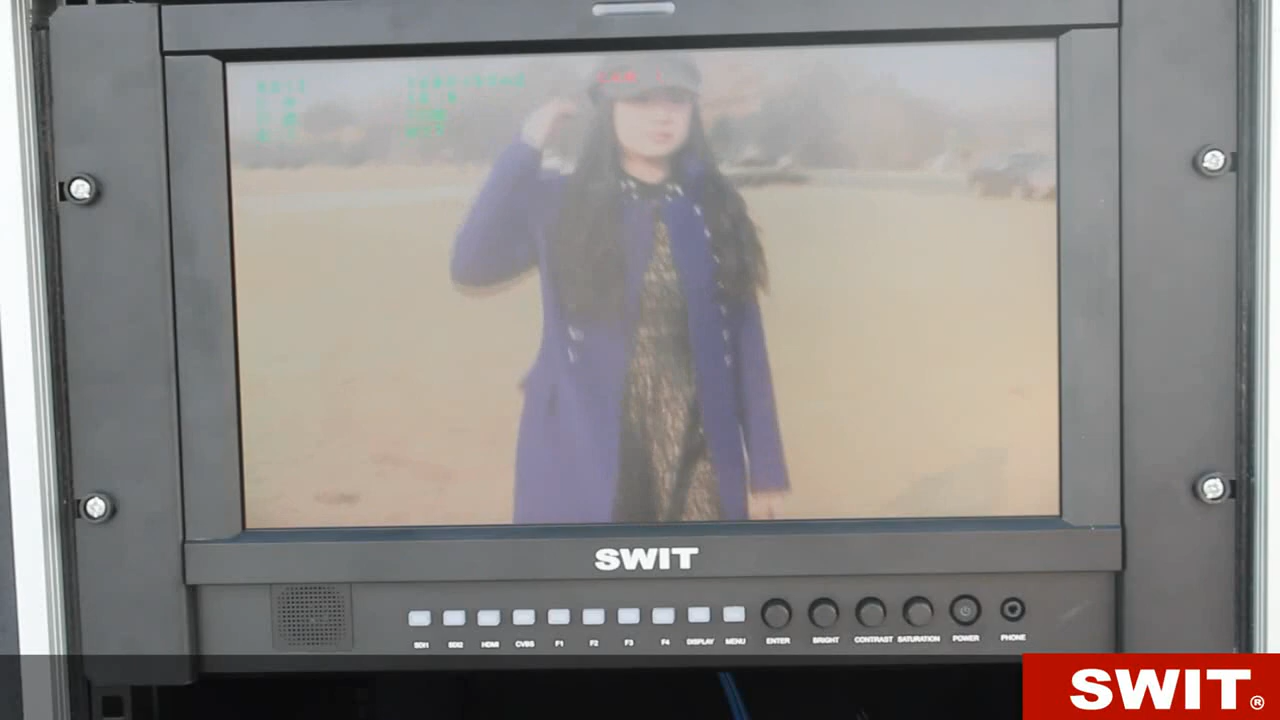 SWIT
SDI1 SDI2 HDMI CVBS F1 F2 F3 F4 DISPLAY MENU ENTER BRIGHT CONTRAST SATURATION POWER PHONE
SWIT®